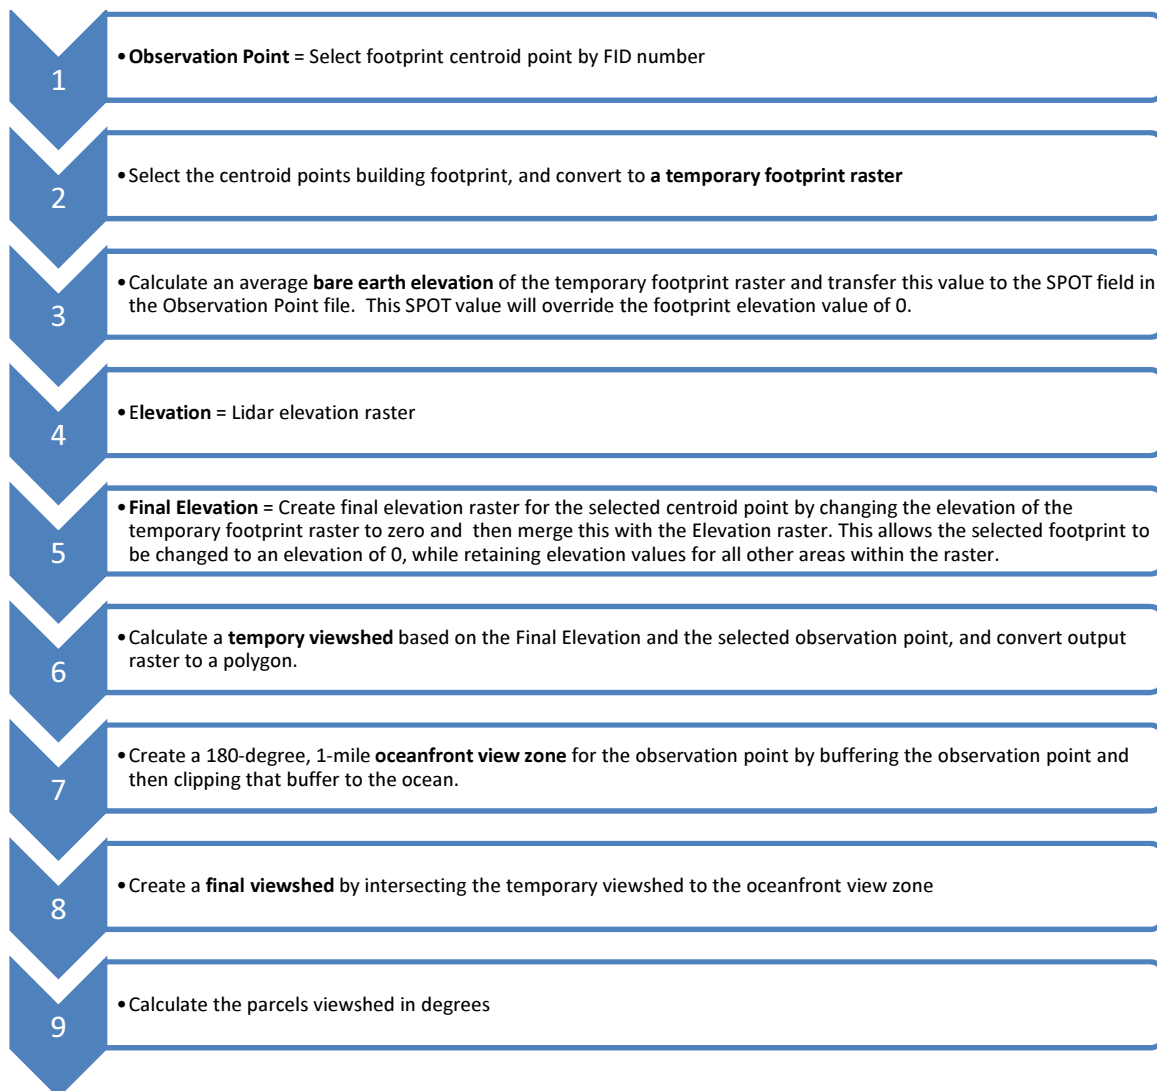 1
•Observation Point = Select footprint centroid point by FID number
2
•Select the centroid points building footprint, and convert to a temporary footprint raster
3
•Calculate an average bare earth elevation of the temporary footprint raster and transfer this value to the SPOT field in
the Observation Point file.  This SPOT value will override the footprint elevation value of 0.
4
•Elevation = Lidar elevation raster
5
•Final Elevation = Create final elevation raster for the selected centroid point by changing the elevation of the
temporary footprint raster to zero and  then merge this with the Elevation raster. This allows the selected footprint to
be changed to an elevation of 0, while retaining elevation values for all other areas within the raster.
6
•Calculate a tempory viewshed based on the Final Elevation and the selected observation point, and convert output
raster to a polygon.
7
•Create a 180-degree, 1-mile oceanfront view zone for the observation point by buffering the observation point and
then clipping that buffer to the ocean.
8
•Create a final viewshed by intersecting the temporary viewshed to the oceanfront view zone
9
•Calculate the parcels viewshed in degrees